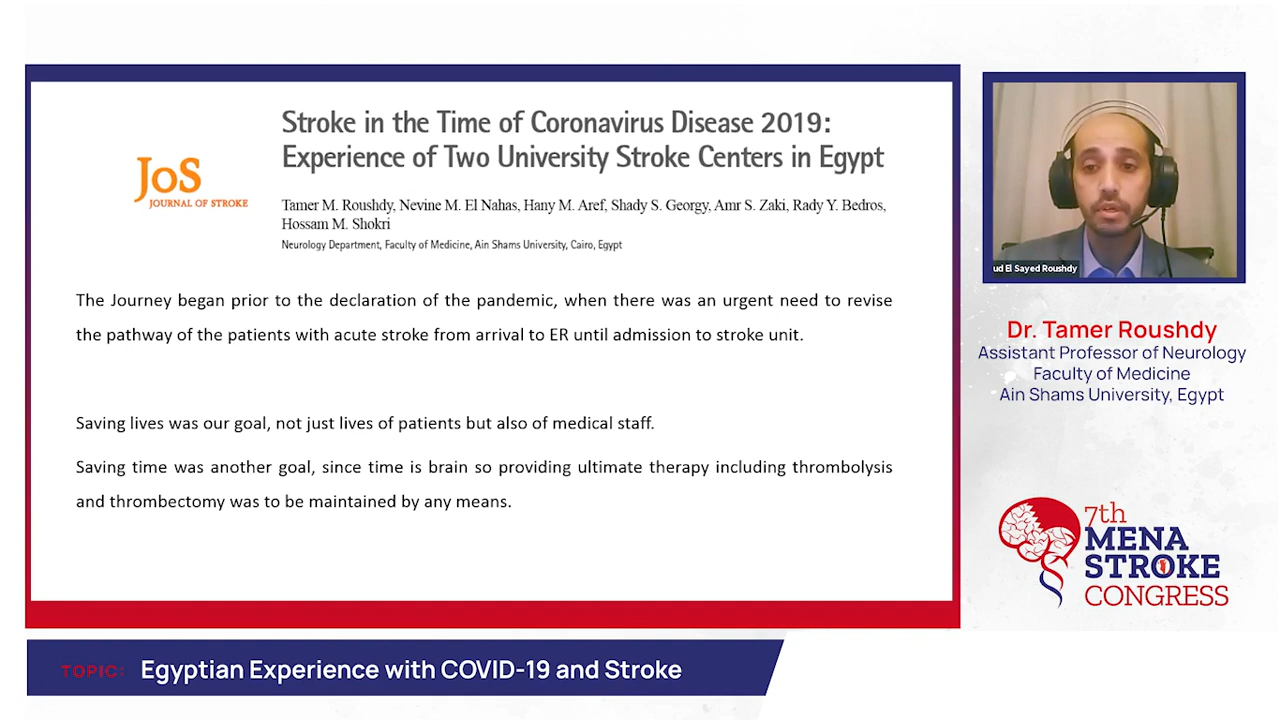 Stroke in the Time of Coronavirus Disease 2019:
Experience of Two University Stroke Centers in Egypt
JoS
JOURNAL OF STROKE
Tamer M. Roushdy, Nevine M. El Nahas, Hany M. Aref, Shady S. Georgy, Amr S. Zaki, Rady Y. Bedros,
Hossam M. Shokri
Neurology Department, Faculty of Medicine, Ain Shams University, Cairo, Egypt
The Journey began prior to the declaration of the pandemic, when there was an urgent need to revise
the pathway of the patients with acute stroke from arrival to ER until admission to stroke unit.
Saving lives was our goal, not just lives of patients but also of medical staff.
Saving time was another goal, since time is brain so providing ultimate therapy including thrombolysis
and thrombectomy was to be maintained by any means.
ud El Sayed Roushdy
Dr. Tamer Roushdy
Assistant Professor of Neurology
Faculty of Medicine
Ain Shams University, Egypt
7th
MENA
STROKE
CONGRESS
TOPIC: Egyptian Experience with COVID-19 and Stroke